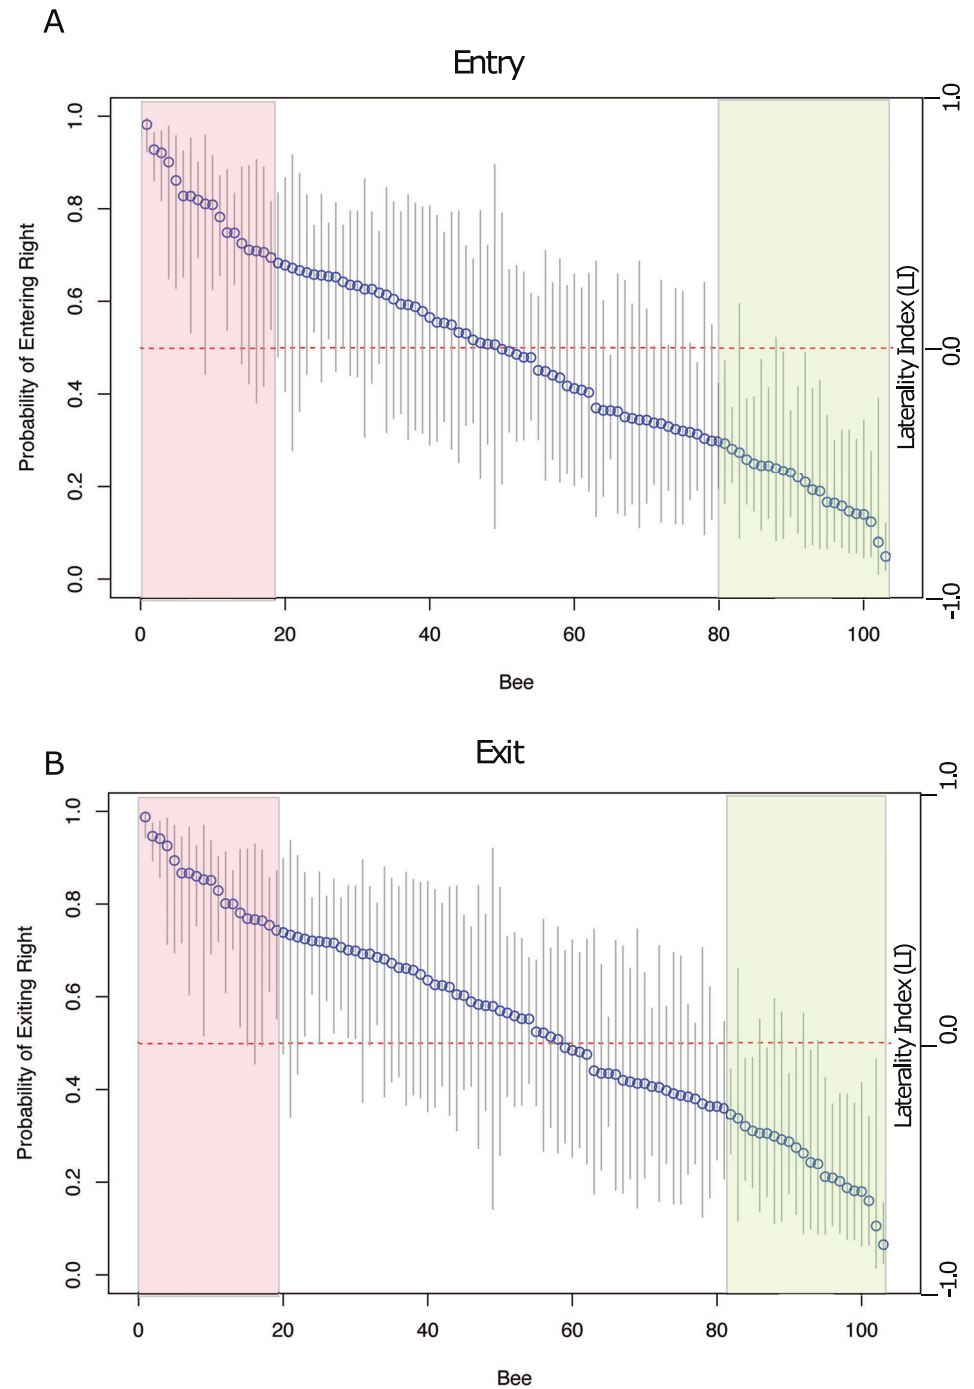 A
Entry
Probability of Entering Right
1.0
0.8
0.6
0.4
0.2
0.0
Laterality Index (LI)
1.0
0.0
-1.0
0 20 40 60 80 100
Bee
B
Exit
Probability of Exiting Right
1.0
0.8
0.6
0.4
0.2
0.0
Laterality Index (LI)
1.0
0.0
-1.0
0 20 40 60 80 100
Bee